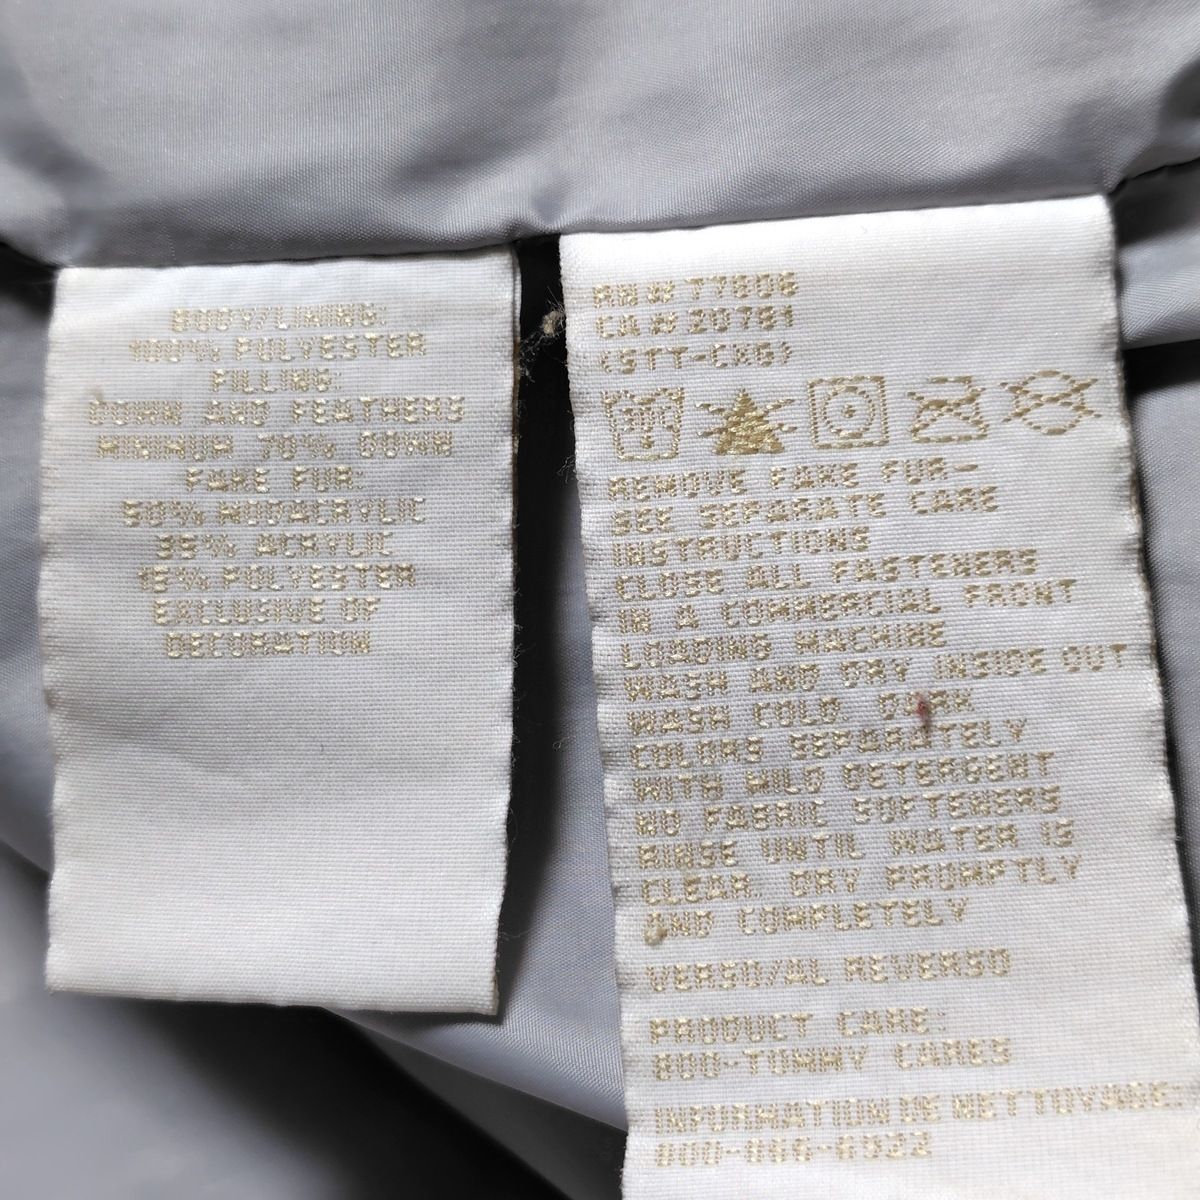 BODY/LINING:
100% POLYESTER
FILLING:
DOWN AND FEATHERS
MINIMUM 70% DOWN
FAKE FUR:
50% MODACRYLIC
35% ACRYLIC
15% POLYESTER
EXCLUSIVE OF
DECORATION
RN# 77806
CA# 20781
(STT-CXG)
REMOVE FAKE FUR-
SEE SEPARATE CARE
INSTRUCTIONS
CLOSE ALL FASTENERS
IN A COMMERCIAL FRONT
LOADING MACHINE
WASH AND DRY INSIDE OUT
WASH COLD. DARK
COLORS SEPARATELY
WITH MILD DETERGENT
NO FABRIC SOFTENERS
RINSE UNTIL WATER IS
CLEAR. DRY PROMPTLY
AND COMPLETELY
VERSO/AL REVERSO
PRODUCT CARE:
800-TOMMY CARES
INFORMATION DE NETTOYAGE:
800-866-6922